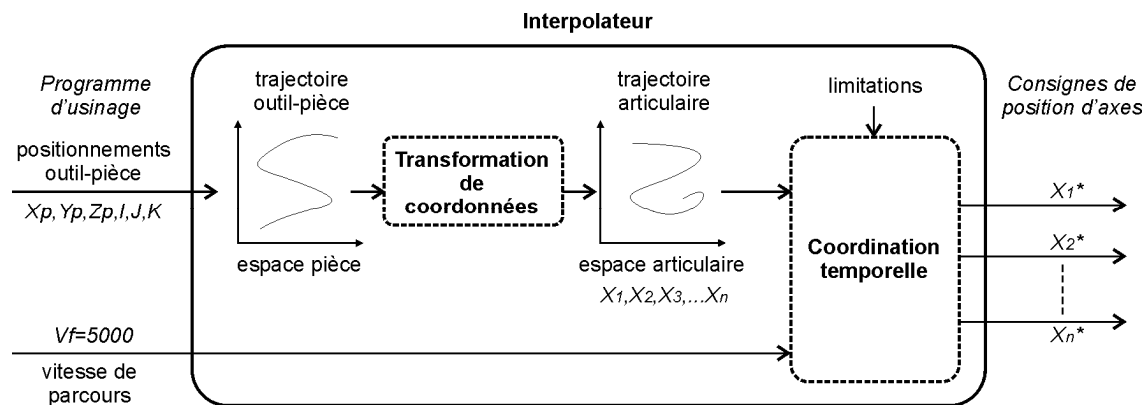 Interpolateur
Programme
d'usinage
positionnements
outil-pièce
Xp,Yp,Zp,I,J,K
Vf=5000
vitesse de
parcours
trajectoire
outil-pièce
espace pièce
Transformation
de
coordonnées
trajectoire
articulaire
espace articulaire
X1,X2,X3,...Xn
limitations
Coordination
temporelle
Consignes de
position d'axes
X1*
X2*
Xn*